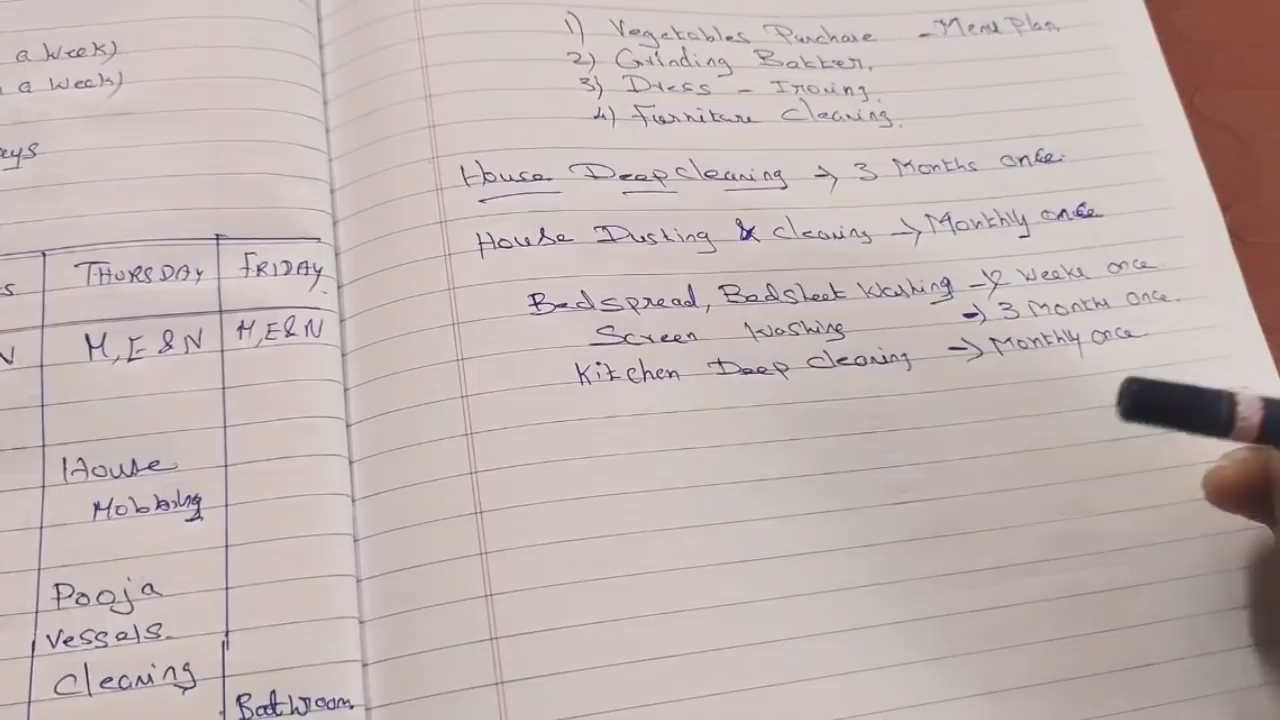 a Week)
a Week)
THURSDAY
FRIDAY
M, E & N
M, E & N
House
Mobbing
Pooja
Vessels
Cleaning
Bathroom
1) Vegetables Purchase - Menu Plan
2) Grinding Batter.
3) Dress - Ironing.
4) Furniture Cleaning.
House Deep cleaning → 3 Months once.
House Dusting & cleaning → Monthly once
Bedspread, Bedsheet Washing → 2 Weeks once
Screen Washing → 3 Months once.
Kitchen Deep cleaning → Monthly once